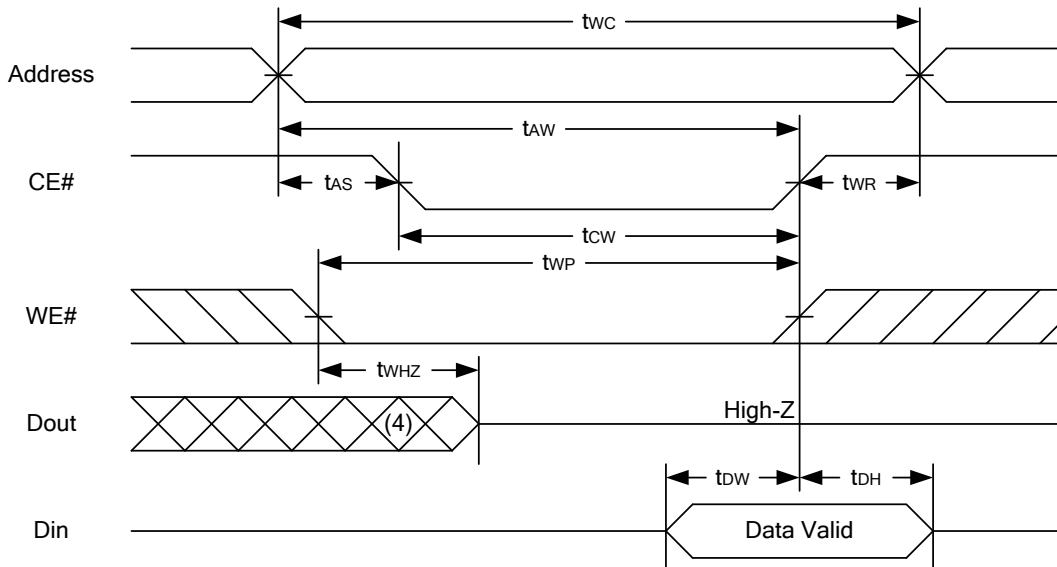 tWC
Address
tAW
CE#
tAS
tWR
tCW
tWP
WE#
tWHZ
Dout
(4)
High-Z
tDW
tDH
Din
Data Valid